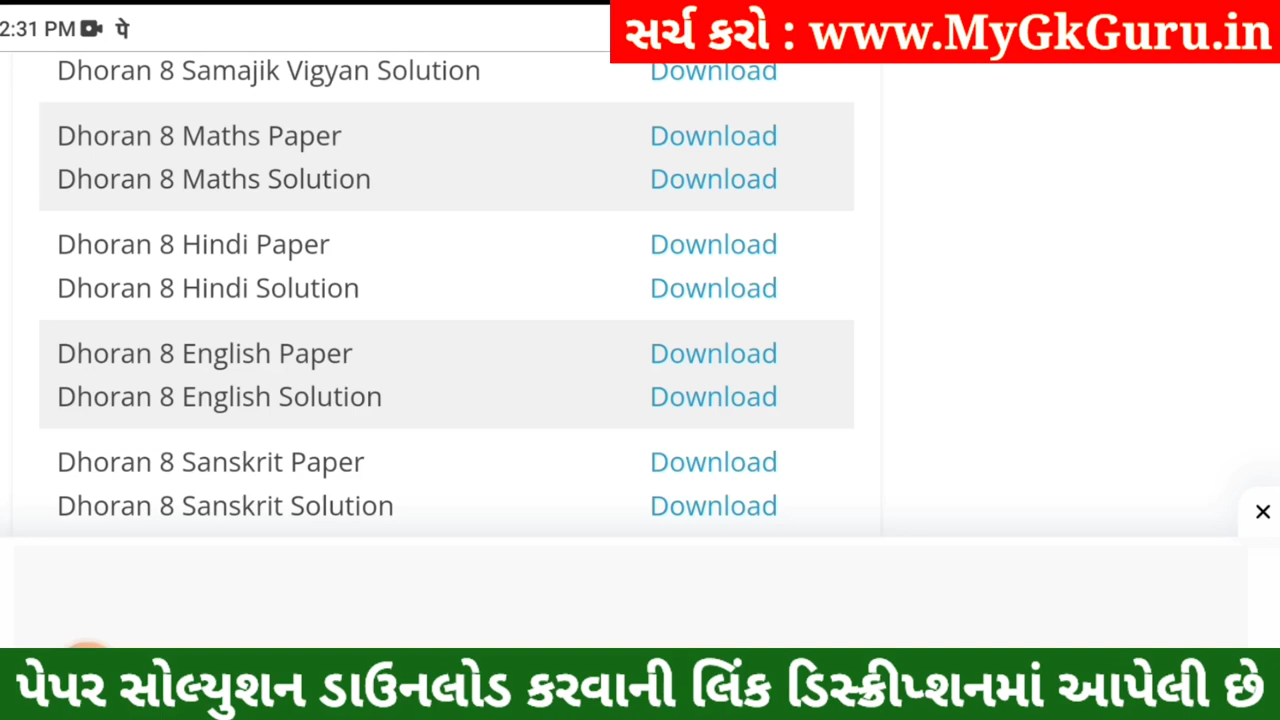 2:31 PM पे
સર્ચ કરો : www.MyGkGuru.in
Dhoran 8 Samajik Vigyan Solution Download
Dhoran 8 Maths Paper Download
Dhoran 8 Maths Solution Download
Dhoran 8 Hindi Paper Download
Dhoran 8 Hindi Solution Download
Dhoran 8 English Paper Download
Dhoran 8 English Solution Download
Dhoran 8 Sanskrit Paper Download
Dhoran 8 Sanskrit Solution Download
પેપર સોલ્યુશન ડાઉનલોડ કરવાની લિંક ડિસ્ક્રીપ્શનમાં આપેલી છે